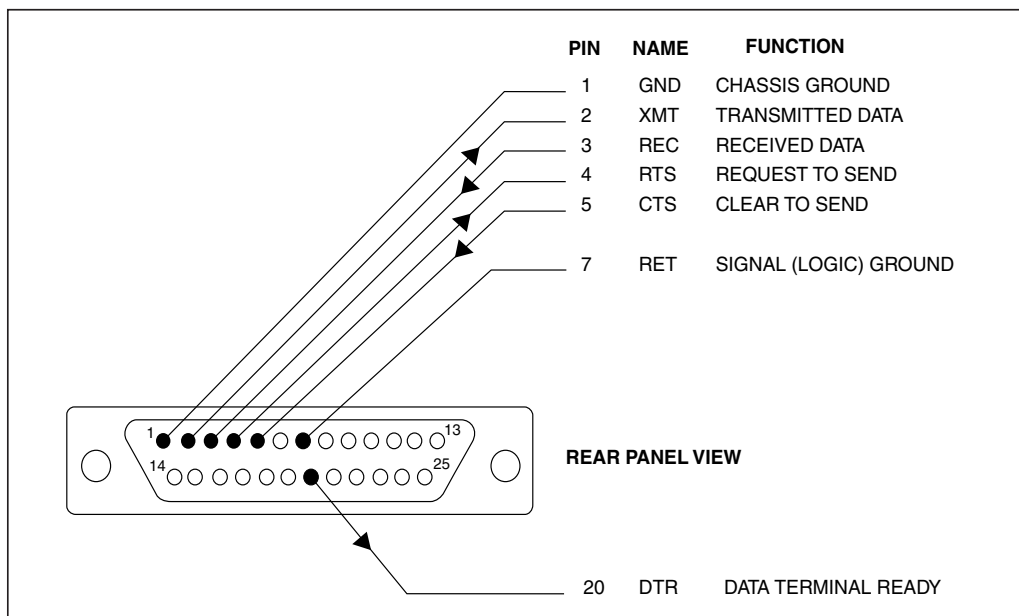 PIN NAME FUNCTION
1 GND CHASSIS GROUND
2 XMT TRANSMITTED DATA
3 REC RECEIVED DATA
4 RTS REQUEST TO SEND
5 CTS CLEAR TO SEND
7 RET SIGNAL (LOGIC) GROUND
1 13
14 25
REAR PANEL VIEW
20 DTR DATA TERMINAL READY